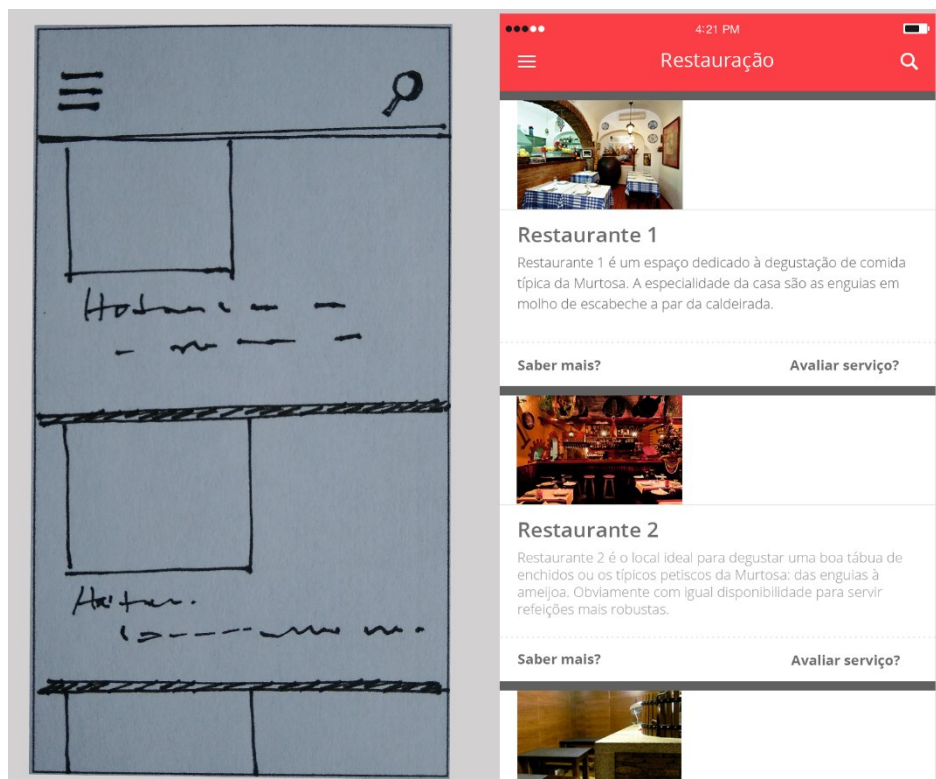 4:21 PM
Restauração
Restaurante 1
Restaurante 1 é um espaço dedicado à degustação de comida
típica da Murtosa. A especialidade da casa são as enguias em
molho de escabeche a par da caldeirada.
Saber mais?
Avaliar serviço?
Restaurante 2
Restaurante 2 é o local ideal para degustar uma boa tábua de
enchidos ou os típicos petiscos da Murtosa: das enguias à
ameijoa. Obviamente com igual disponibilidade para servir
refeições mais robustas.
Saber mais?
Avaliar serviço?